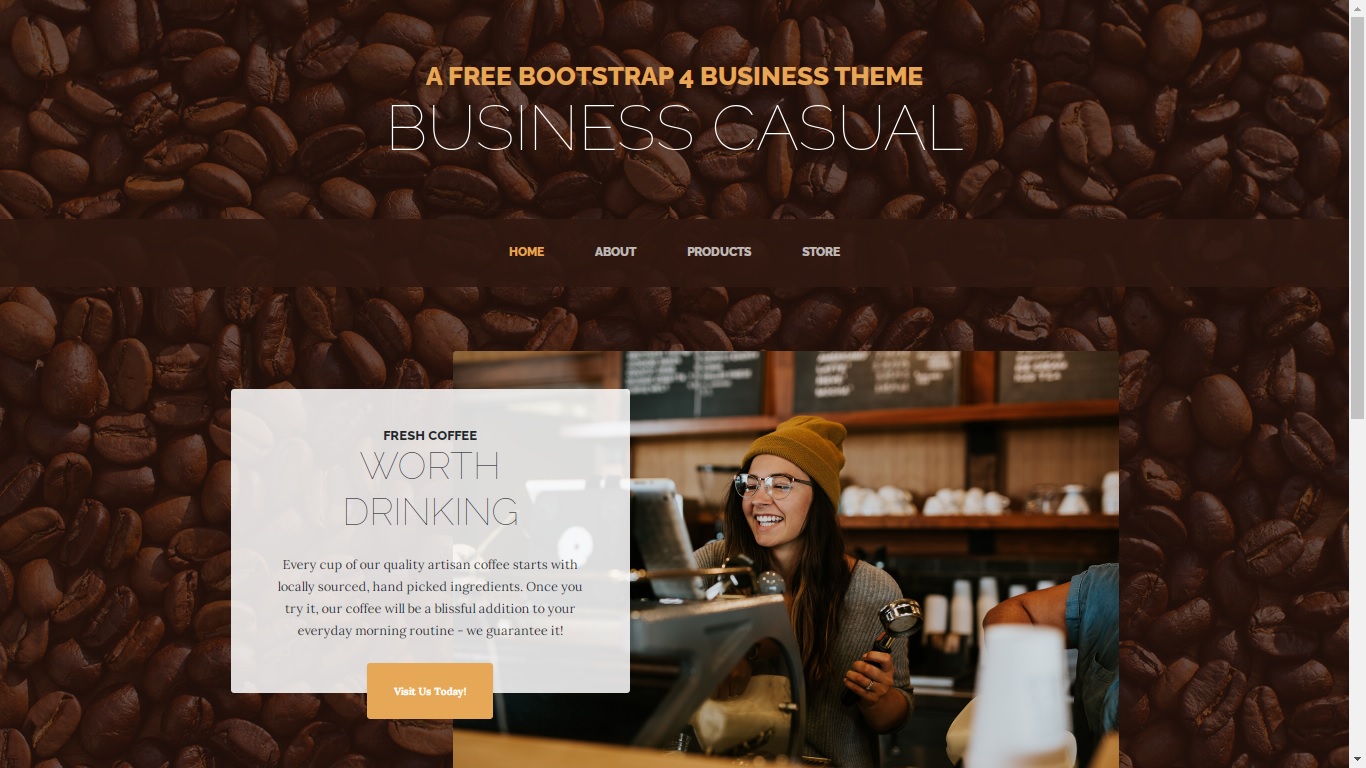 A FREE BOOTSTRAP 4 BUSINESS THEME
BUSINESS CASUAL
HOME ABOUT PRODUCTS STORE
FRESH COFFEE
WORTH
DRINKING
Every cup of our quality artisan coffee starts with
locally sourced, hand picked ingredients. Once you
try it, our coffee will be a blissful addition to your
everyday morning routine - we guarantee it!
Visit Us Today!